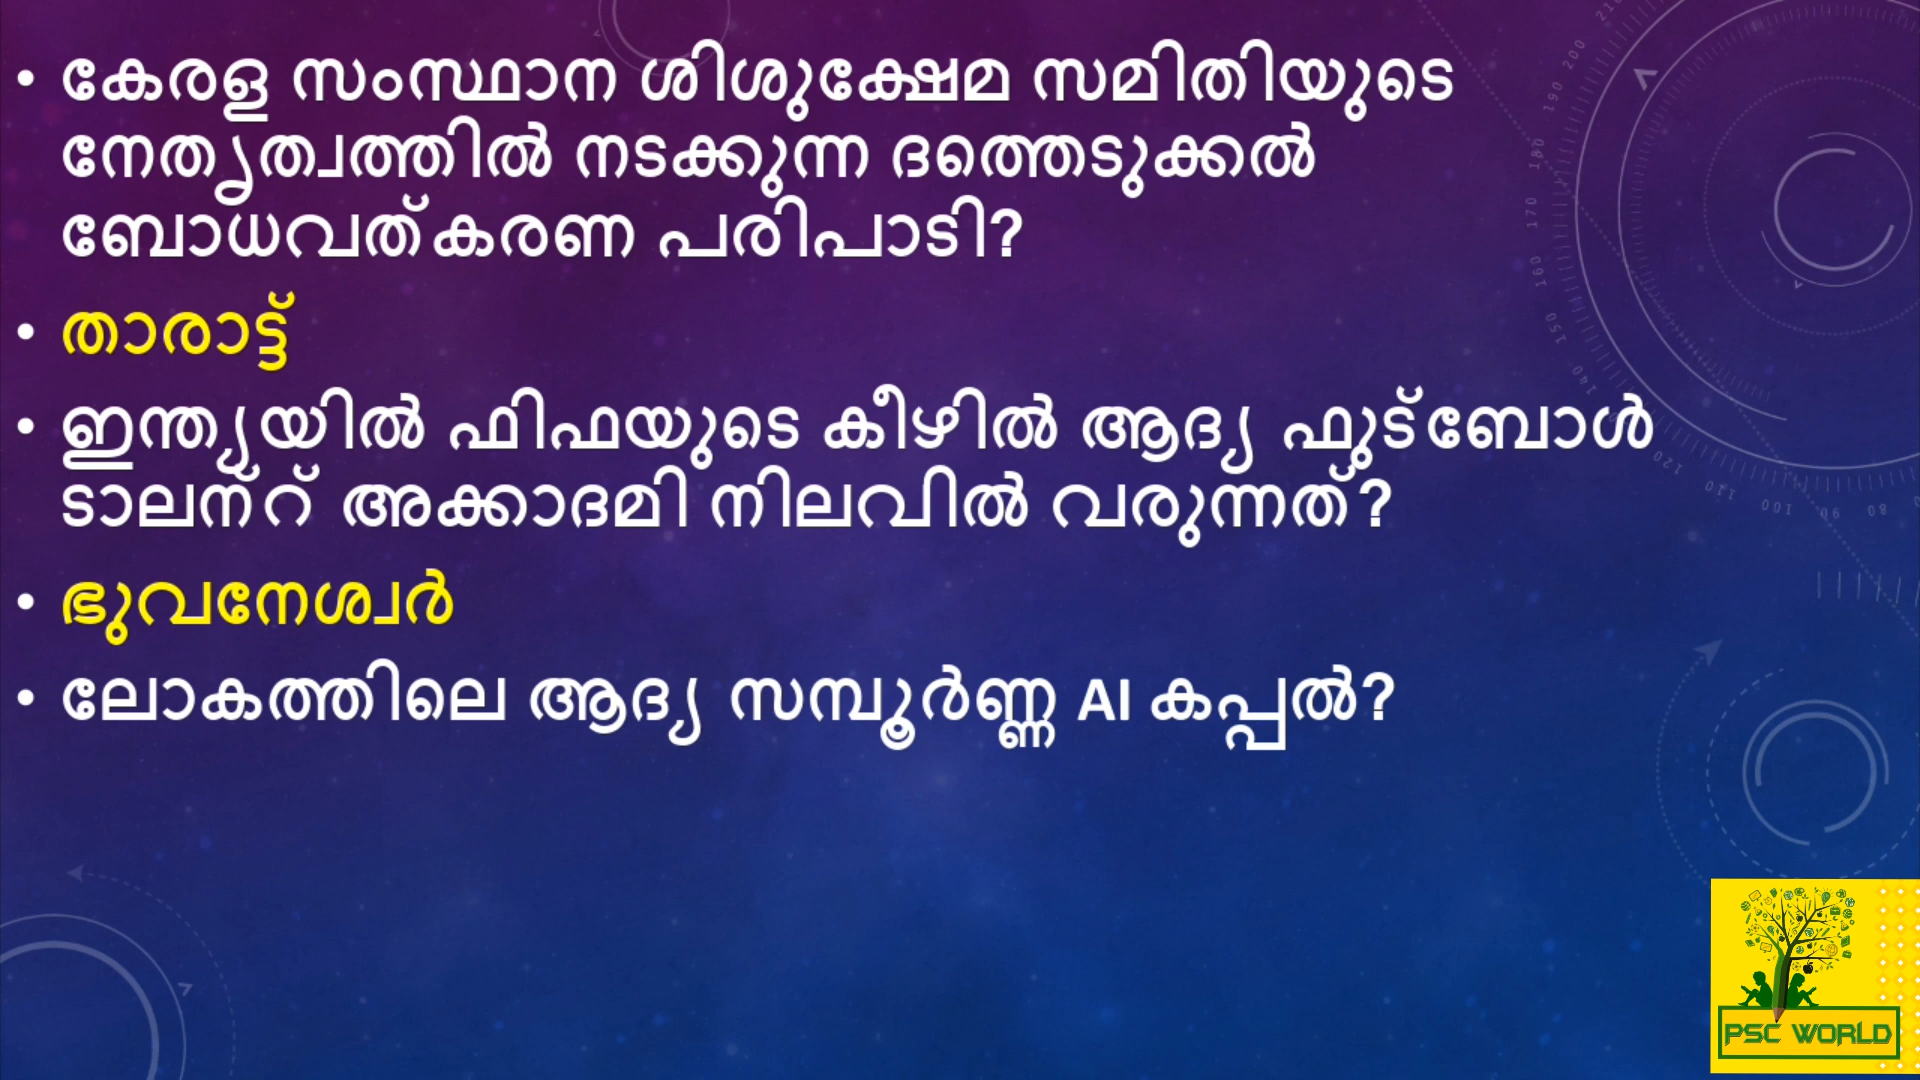 • കേരള സംസ്ഥാന ശിശുക്ഷേമ സമിതിയുടെ
നേതൃത്വത്തിൽ നടക്കുന്ന ദത്തെടുക്കൽ
ബോധവത്കരണ പരിപാടി?
• താരാട്ട്
• ഇന്ത്യയിൽ ഫിഫയുടെ കീഴിൽ ആദ്യ ഫുട്ബോൾ
ടാലന്റ് അക്കാദമി നിലവിൽ വരുന്നത്?
• ഭുവനേശ്വർ
• ലോകത്തിലെ ആദ്യ സമ്പൂർണ്ണ AI കപ്പൽ?
PSC WORLD